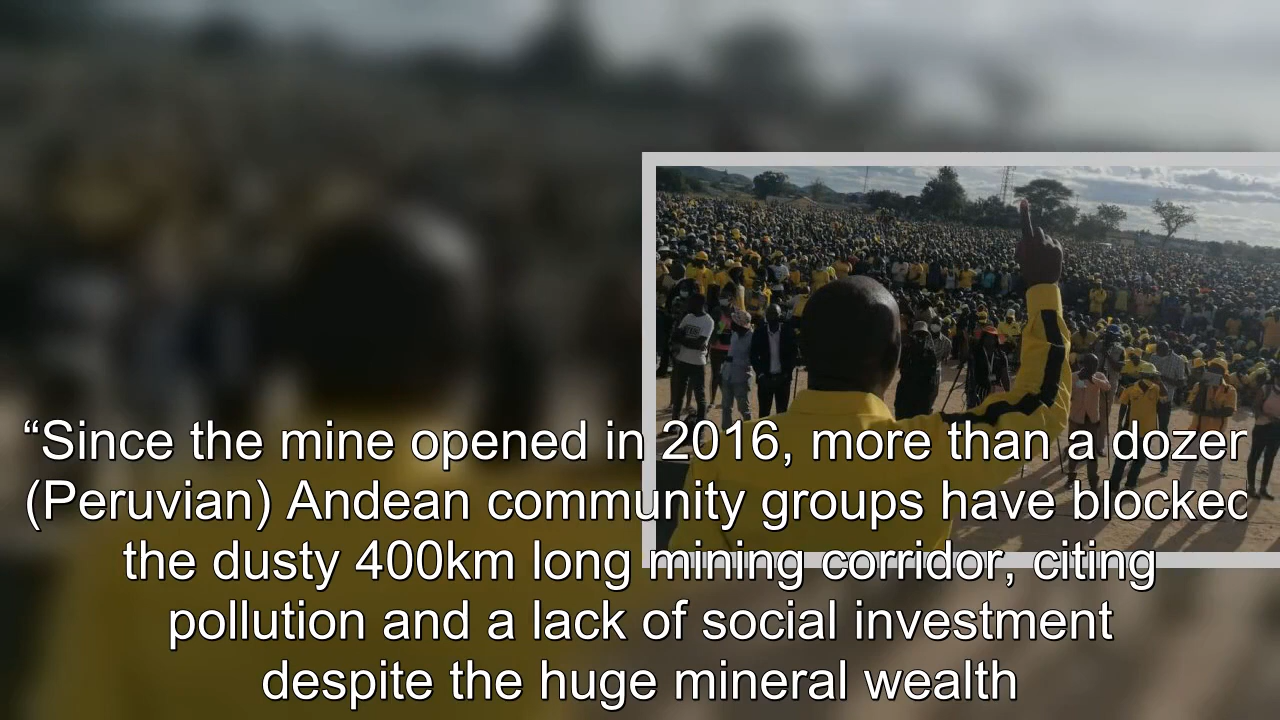 “Since the mine opened in 2016, more than a dozer
(Peruvian) Andean community groups have blocked
the dusty 400km long mining corridor, citing
pollution and a lack of social investment
despite the huge mineral wealth